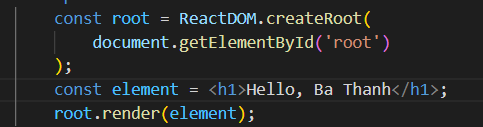 const root = ReactDOM.createRoot(
document.getElementById('root')
);
const element = <h1>Hello, Ba Thanh</h1>;
root.render(element);